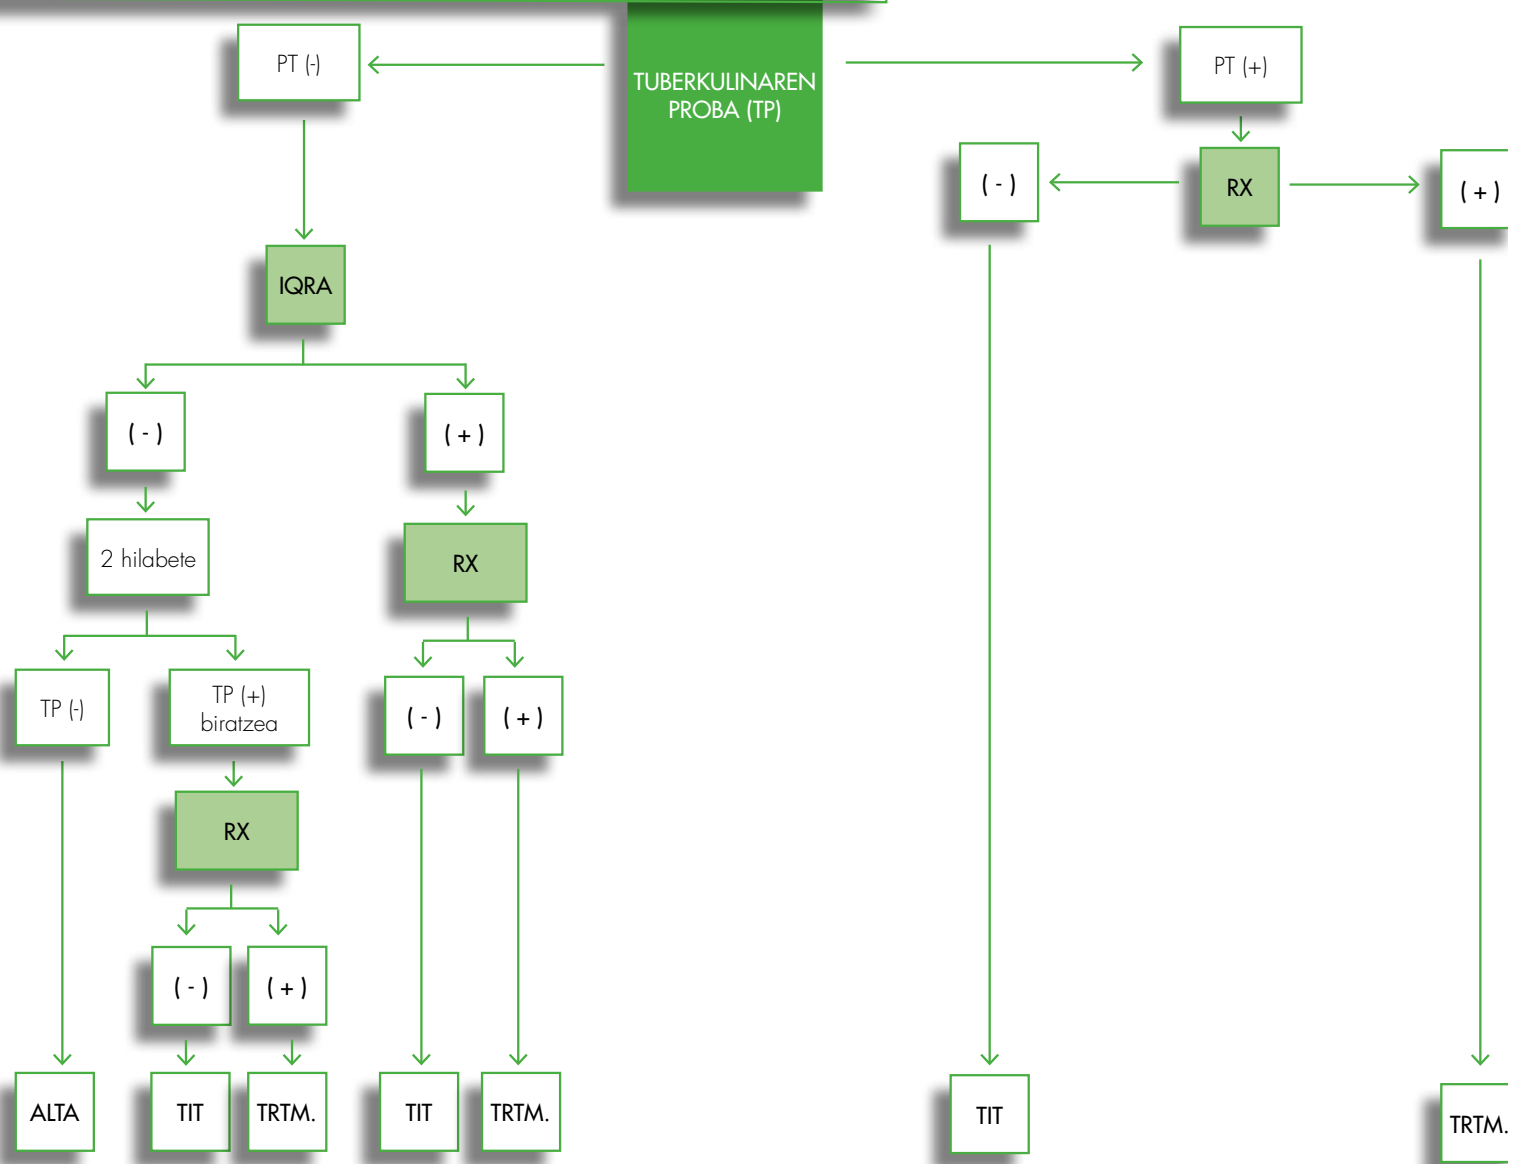 TUBERKULINAREN
PROBA (TP)
PT (-)
PT (+)
( - )
RX
( + )
IQRA
( - )
( + )
2 hilabete
RX
TP (-)
TP (+)
biratzea
( - )
( + )
RX
( - )
( + )
ALTA
TIT
TRTM.
TIT
TRTM.
TIT
TRTM.